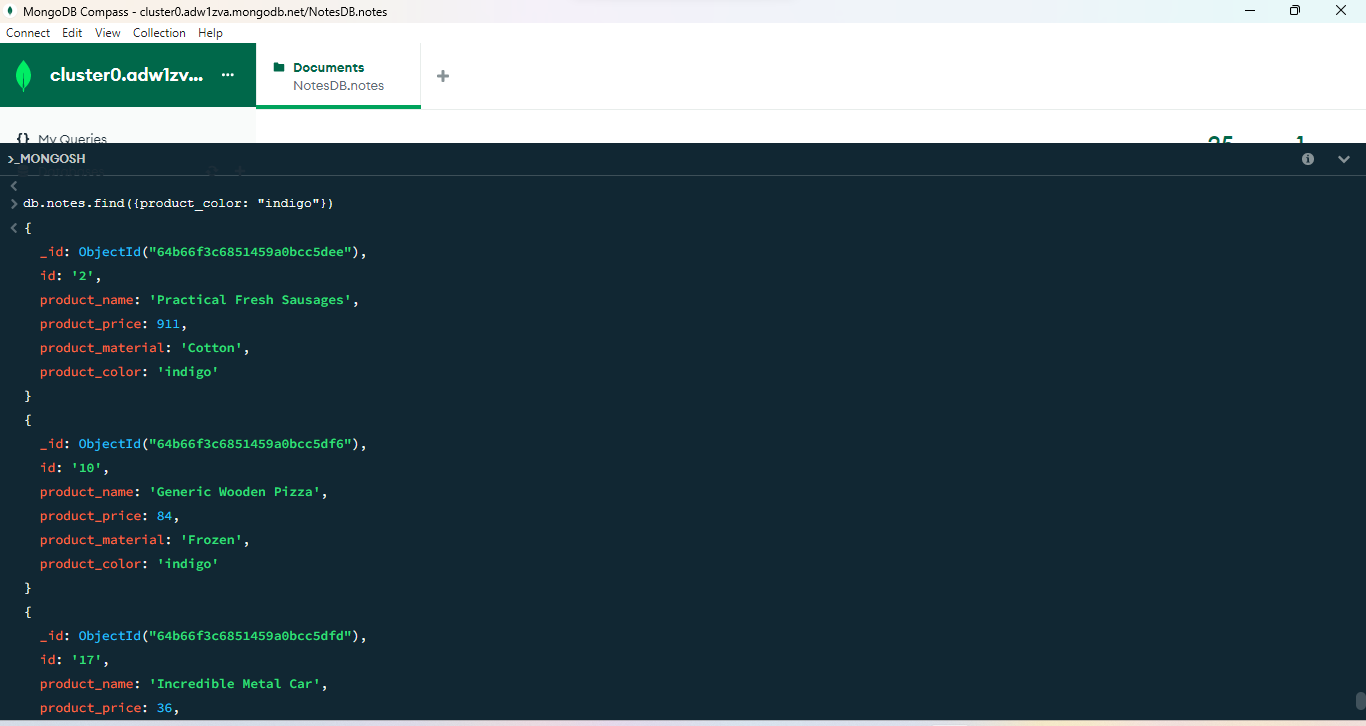 MongoDB Compass - cluster0.adw1zva.mongodb.net/NotesDB.notes
Connect Edit View Collection Help
cluster0.adw1zv... ...
Documents
NotesDB.notes
+
{} My Queries
25 1
>_MONGOSH
<
> db.notes.find({product_color: "indigo"})
< {
_id: ObjectId("64b66f3c6851459a0bcc5dee"),
id: '2',
product_name: 'Practical Fresh Sausages',
product_price: 911,
product_material: 'Cotton',
product_color: 'indigo'
}
{
_id: ObjectId("64b66f3c6851459a0bcc5df6"),
id: '10',
product_name: 'Generic Wooden Pizza',
product_price: 84,
product_material: 'Frozen',
product_color: 'indigo'
}
{
_id: ObjectId("64b66f3c6851459a0bcc5dfd"),
id: '17',
product_name: 'Incredible Metal Car',
product_price: 36,